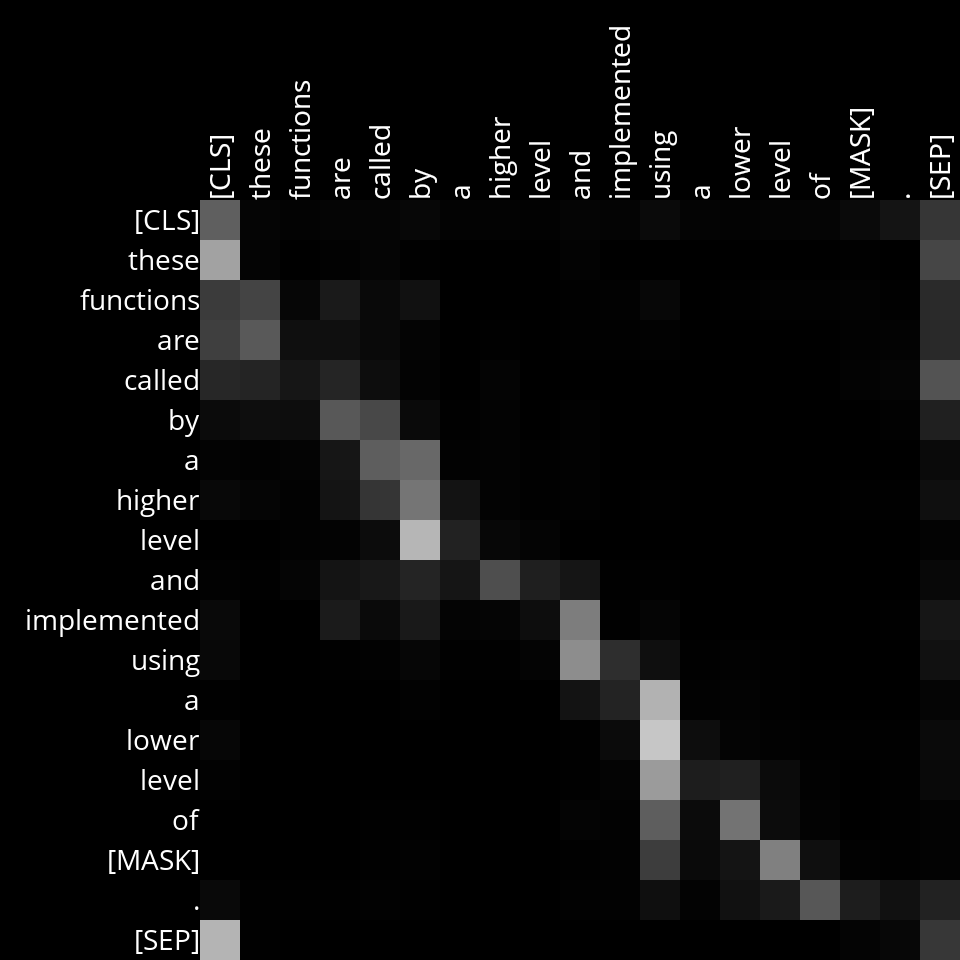 [CLS]
these
functions
are
called
by
a
higher
level
and
implemented
using
a
lower
level
of
[MASK]
.
[SEP]
[CLS]
these
functions
are
called
by
a
higher
level
and
implemented
using
a
lower
level
of
[MASK]
.
[SEP]